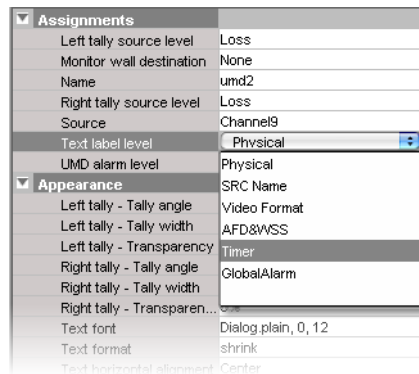 Assignments
Left tally source level Loss
Monitor wall destination None
Name umd2
Right tally source level Loss
Source Channel9
Text label level Physical
UMD alarm level Physical
Appearance SRC Name
Left tally - Tally angle Video Format
Left tally - Tally width AFD&WSS
Left tally - Transparency Timer
Right tally - Tally angle GlobalAlarm
Right tally - Tally width
Right tally - Transparen...
Text font Dialog.plain, 0, 12
Text format shrink
Text horizontal alignment Center